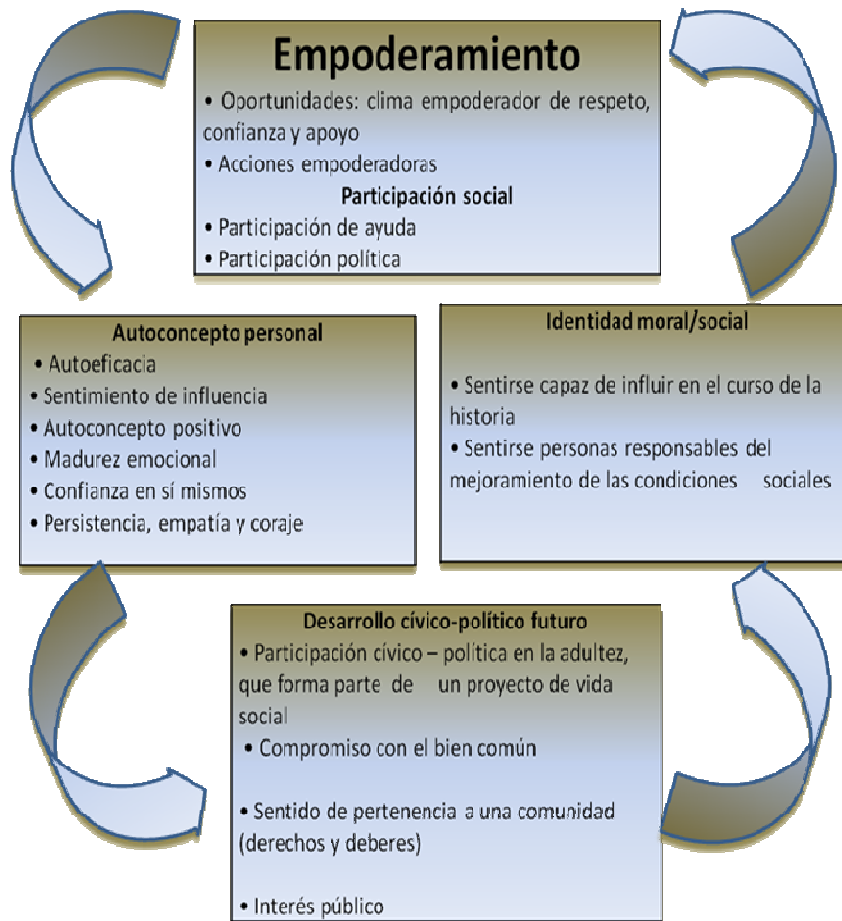 Empoderamiento
• Oportunidades: clima empoderador de respeto,
confianza y apoyo
• Acciones empoderadoras
Participación social
• Participación de ayuda
• Participación política
Autoconcepto personal
• Autoeficacia
• Sentimiento de influencia
• Autoconcepto positivo
• Madurez emocional
• Confianza en sí mismos
• Persistencia, empatía y coraje
Identidad moral/social
• Sentirse capaz de influir en el curso de la
historia
• Sentirse personas responsables del
mejoramiento de las condiciones sociales
Desarrollo cívico-político futuro
• Participación cívico – política en la adultez,
que forma parte de un proyecto de vida
social
• Compromiso con el bien común
• Sentido de pertenencia a una comunidad
(derechos y deberes)
• Interés público